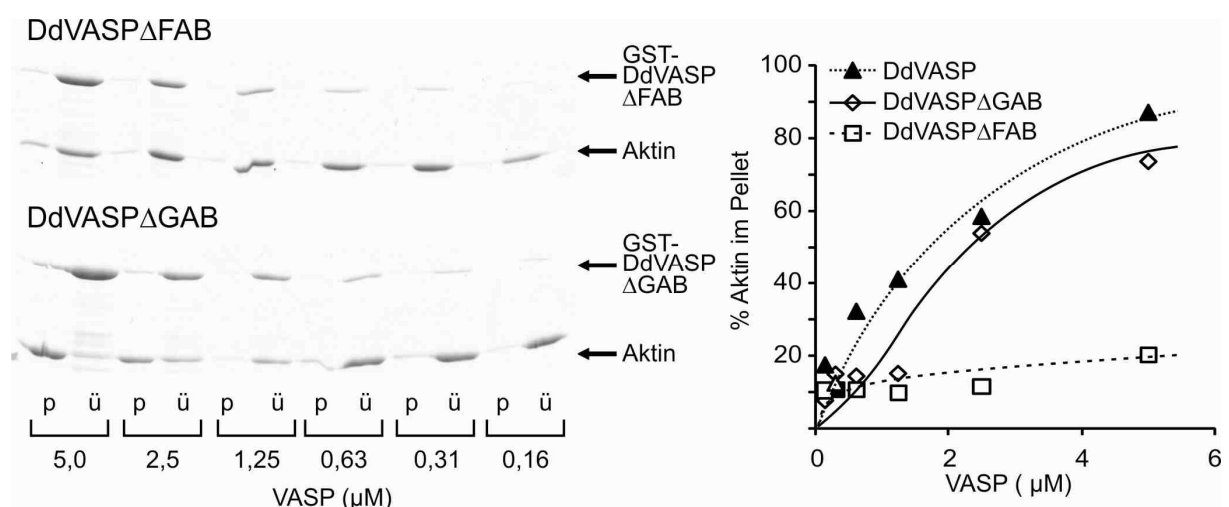 DdVASPΔFAB
GST-
DdVASP
ΔFAB
Aktin
DdVASPΔGAB
GST-
DdVASP
ΔGAB
Aktin
p ü p ü p ü p ü p ü p ü
5,0 2,5 1,25 0,63 0,31 0,16
VASP (µM)
% Aktin im Pellet
100
80
60
40
20
DdVASP
DdVASPΔGAB
DdVASPΔFAB
0 2 4 6
VASP ( µM)